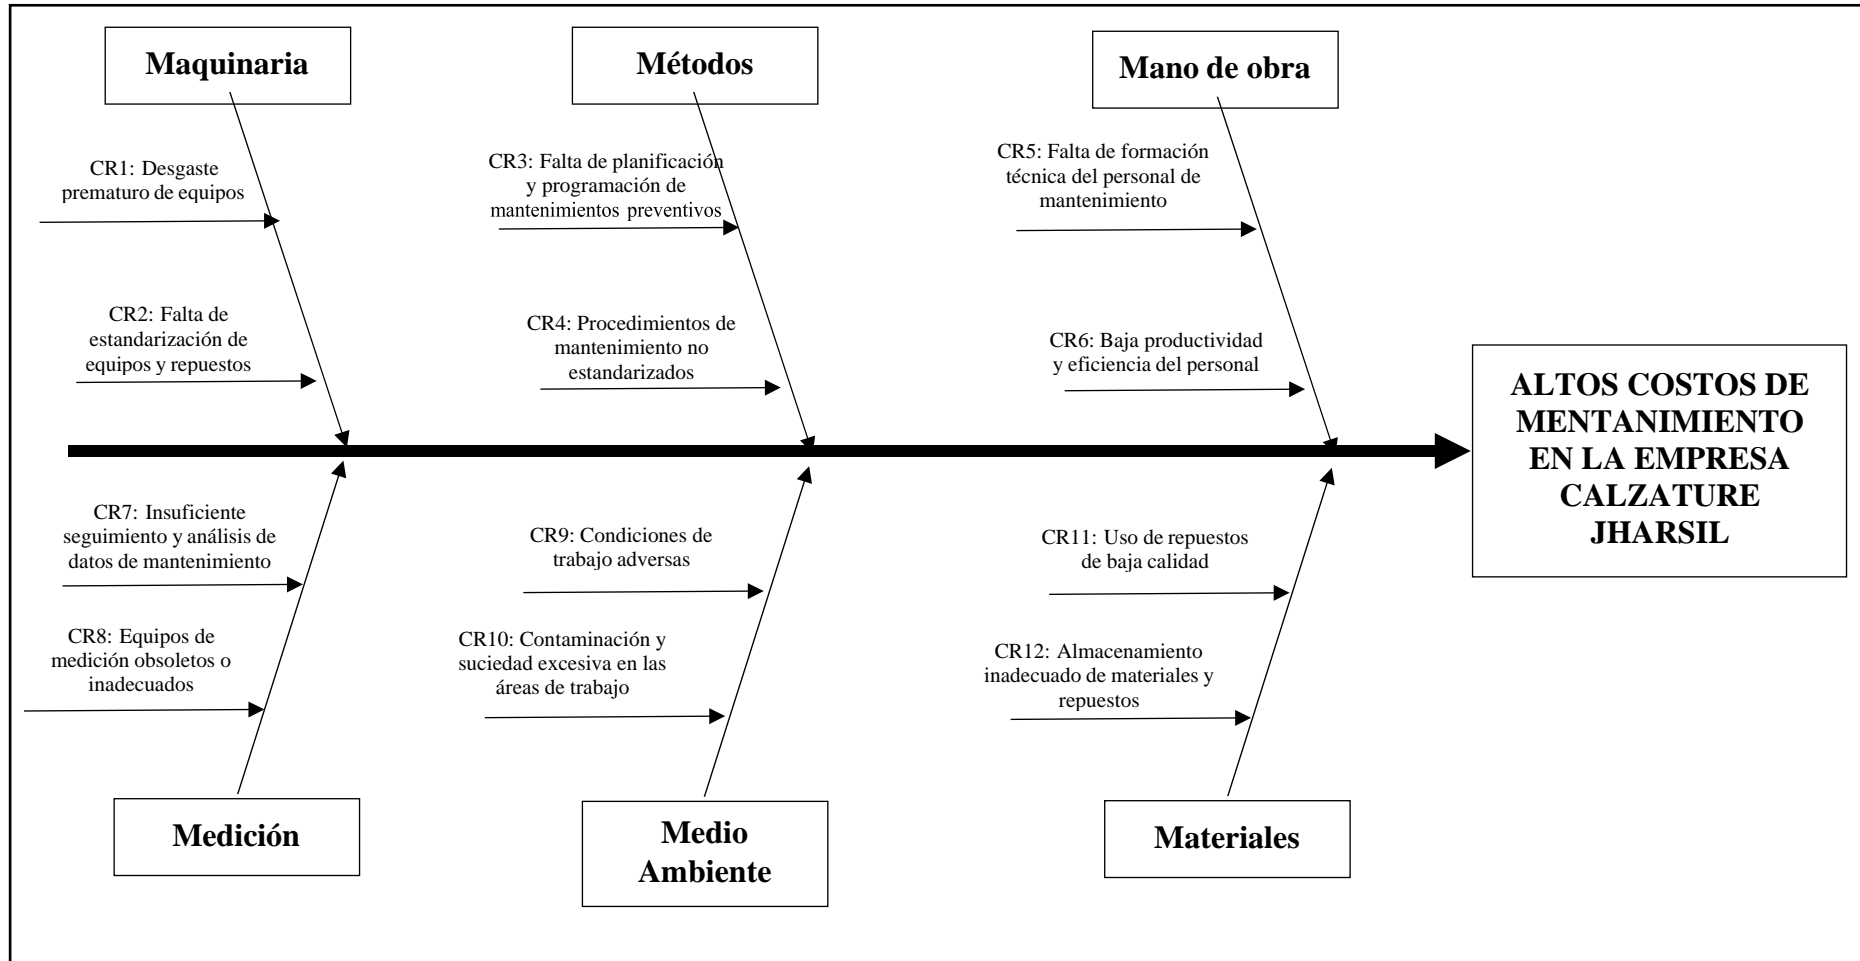 Maquinaria
Métodos
Mano de obra
CR1: Desgaste
prematuro de equipos
CR3: Falta de planificación
y programación de
mantenimientos preventivos
CR5: Falta de formación
técnica del personal de
mantenimiento
CR2: Falta de
estandarización de
equipos y repuestos
CR4: Procedimientos de
mantenimiento no
estandarizados
CR6: Baja productividad
y eficiencia del personal
ALTOS COSTOS DE
MENTANIMIENTO
EN LA EMPRESA
CALZATURE
JHARSIL
CR7: Insuficiente
seguimiento y análisis de
datos de mantenimiento
CR9: Condiciones de
trabajo adversas
CR11: Uso de repuestos
de baja calidad
CR8: Equipos de
medición obsoletos o
inadecuados
CR10: Contaminación y
suciedad excesiva en las
áreas de trabajo
CR12: Almacenamiento
inadecuado de materiales y
repuestos
Medición
Medio
Ambiente
Materiales